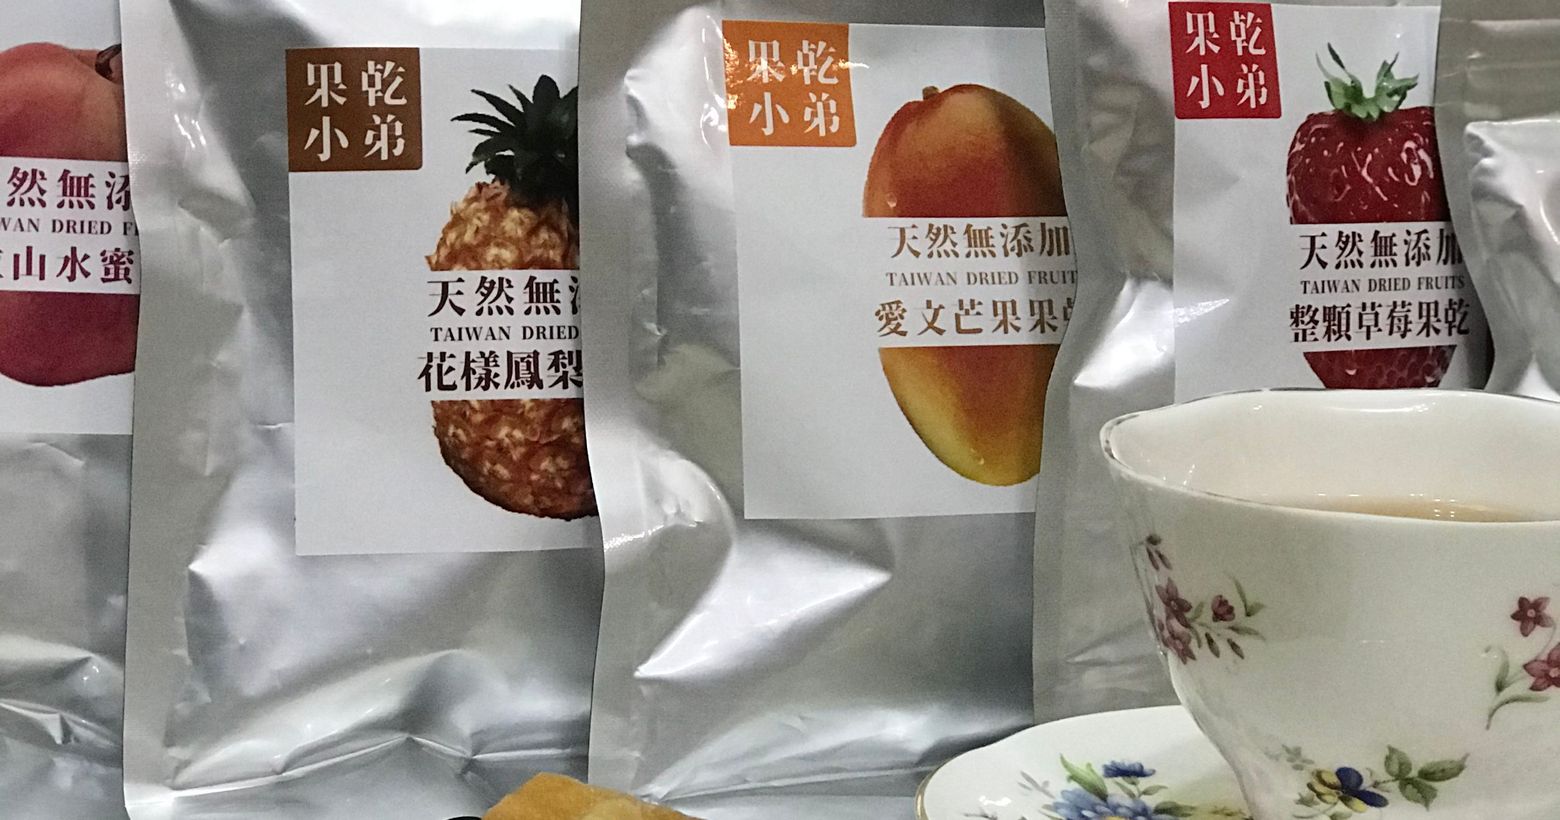 然無添
WAN DRIED F
山水蜜
果乾
小弟
天然無
TAIWAN DRIED
花樣鳳梨
果乾
小弟
天然無添加
TAIWAN DRIED FRUIT
愛文芒果果乾
果乾
小弟
天然無添加
TAIWAN DRIED FRUITS
整顆草莓果乾